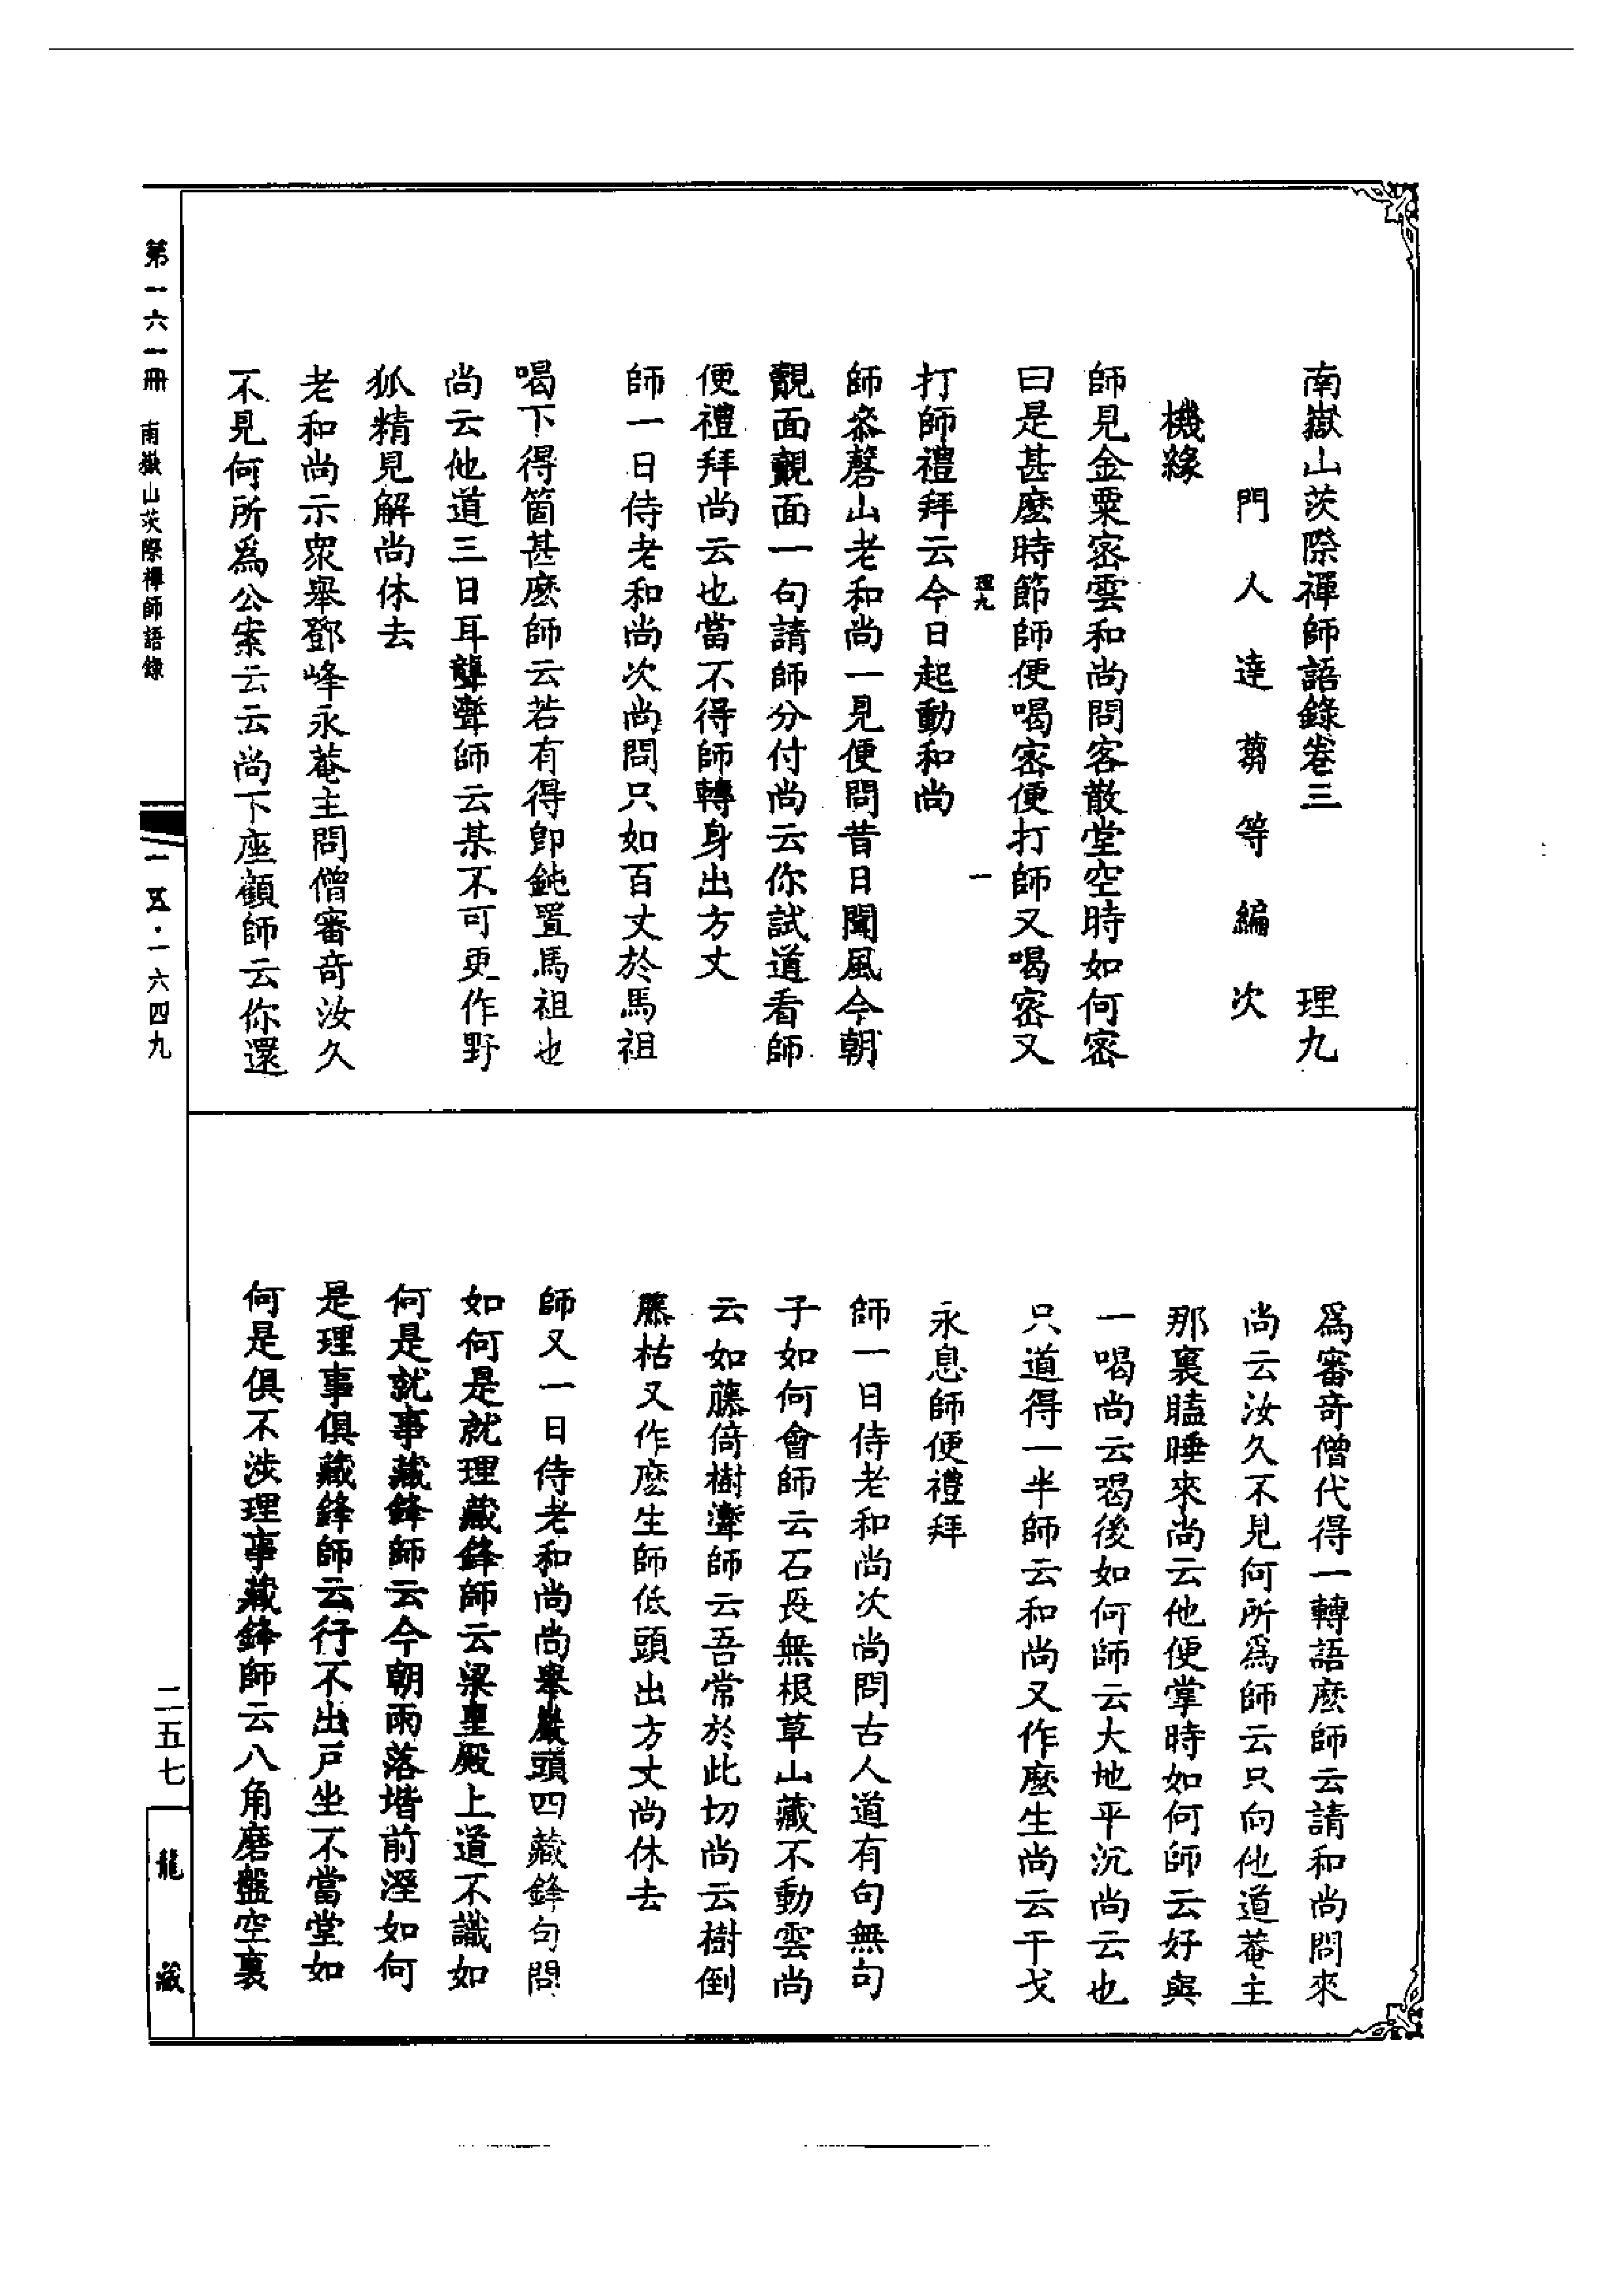 南嶽山茨際禪師語錄卷三 理九
門人達蒭等編次
機緣
師見金粟密雲和尚問客散堂空時如何密
曰是甚麼時節師便喝密便打師又喝密又
理九 一
打師禮拜云今日起動和尚
師叅磬山老和尚一見便問昔日聞風今朝
覿面覿面一句請師分付尚云你試道看師
便禮拜尚云也當不得師轉身出方丈
師一日侍老和尚次尚問只如百丈於馬祖
喝下得箇甚麼師云若有得卽鈍置馬祖也
尚云他道三日耳聾聻師云某不可更作野
狐精見解尚休去
老和尚示衆舉鄧峰永菴主問僧審奇汝久
不見何所爲公案云云尚下座顧師云你還
爲審奇僧代得一轉語麼師云請和尚問來
尚云汝久不見何所爲師云只向他道菴主
那裏瞌睡來尚云他便掌時如何師云好與
一喝尚云喝後如何師云大地平沉尚云也
只道得一半師云和尚又作麼生尚云干戈
永息師便禮拜
師一日侍老和尚次尚問古人道有句無句
子如何會師云石長無根草山藏不動雲尚
云如藤倚樹聻師云吾常於此切尚云樹倒
藤枯又作麼生師低頭出方丈尚休去
師又一日侍老和尚尚舉巖頭四藏鋒句問
如何是就理藏鋒師云梁皇殿上道不識如
何是就事藏鋒師云今朝雨落堦前溼如何
是理事俱藏鋒師云行不出戶坐不當堂如
何是俱不涉理事藏鋒師云八角磨盤空裏
第一六一冊 南嶽山茨際禪師語錄
一五·一六四九
二五七
龍藏